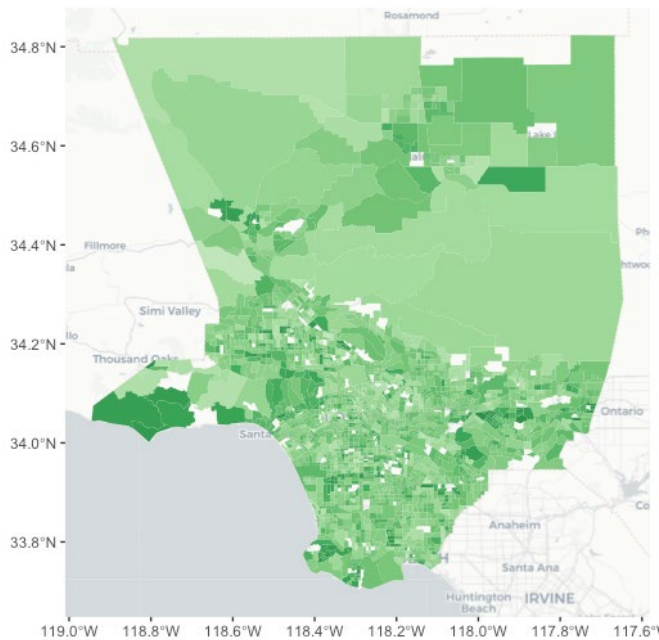 Rosamond
34.8°N
Lake
34.6°N
34.4°N
Fillmore
Simi Valley
34.2°N
Thousand Oaks
Ontario
34.0°N
Santa
Anaheim
33.8°N
Santa Ana
Huntington
Beach
IRVINE
119.0°W 118.8°W 118.6°W 118.4°W 118.2°W 118.0°W 117.8°W 117.6°W